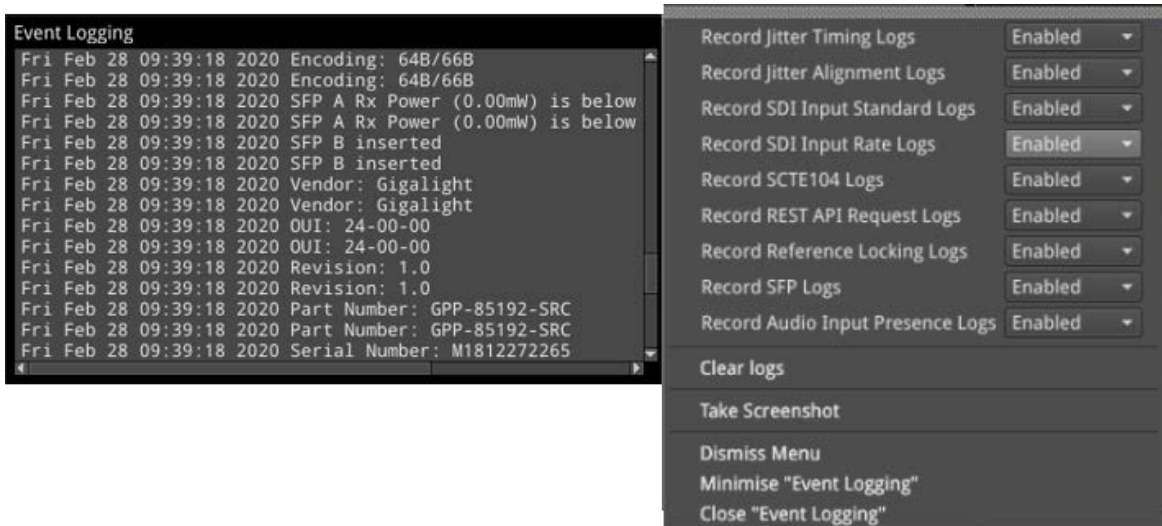 Event Logging
Fri Feb 28 09:39:18 2020 Encoding: 64B/66B
Fri Feb 28 09:39:18 2020 Encoding: 64B/66B
Fri Feb 28 09:39:18 2020 SFP A Rx Power (0.00mW) is below
Fri Feb 28 09:39:18 2020 SFP A Rx Power (0.00mW) is below
Fri Feb 28 09:39:18 2020 SFP B inserted
Fri Feb 28 09:39:18 2020 SFP B inserted
Fri Feb 28 09:39:18 2020 Vendor: Gigalight
Fri Feb 28 09:39:18 2020 Vendor: Gigalight
Fri Feb 28 09:39:18 2020 OUI: 24-00-00
Fri Feb 28 09:39:18 2020 OUI: 24-00-00
Fri Feb 28 09:39:18 2020 Revision: 1.0
Fri Feb 28 09:39:18 2020 Revision: 1.0
Fri Feb 28 09:39:18 2020 Part Number: GPP-85192-SRC
Fri Feb 28 09:39:18 2020 Part Number: GPP-85192-SRC
Fri Feb 28 09:39:18 2020 Serial Number: M1812272265
Record Jitter Timing Logs Enabled
Record Jitter Alignment Logs Enabled
Record SDI Input Standard Logs Enabled
Record SDI Input Rate Logs Enabled
Record SCTE104 Logs Enabled
Record REST API Request Logs Enabled
Record Reference Locking Logs Enabled
Record SFP Logs Enabled
Record Audio Input Presence Logs Enabled
Clear logs
Take Screenshot
Dismiss Menu
Minimise "Event Logging"
Close "Event Logging"